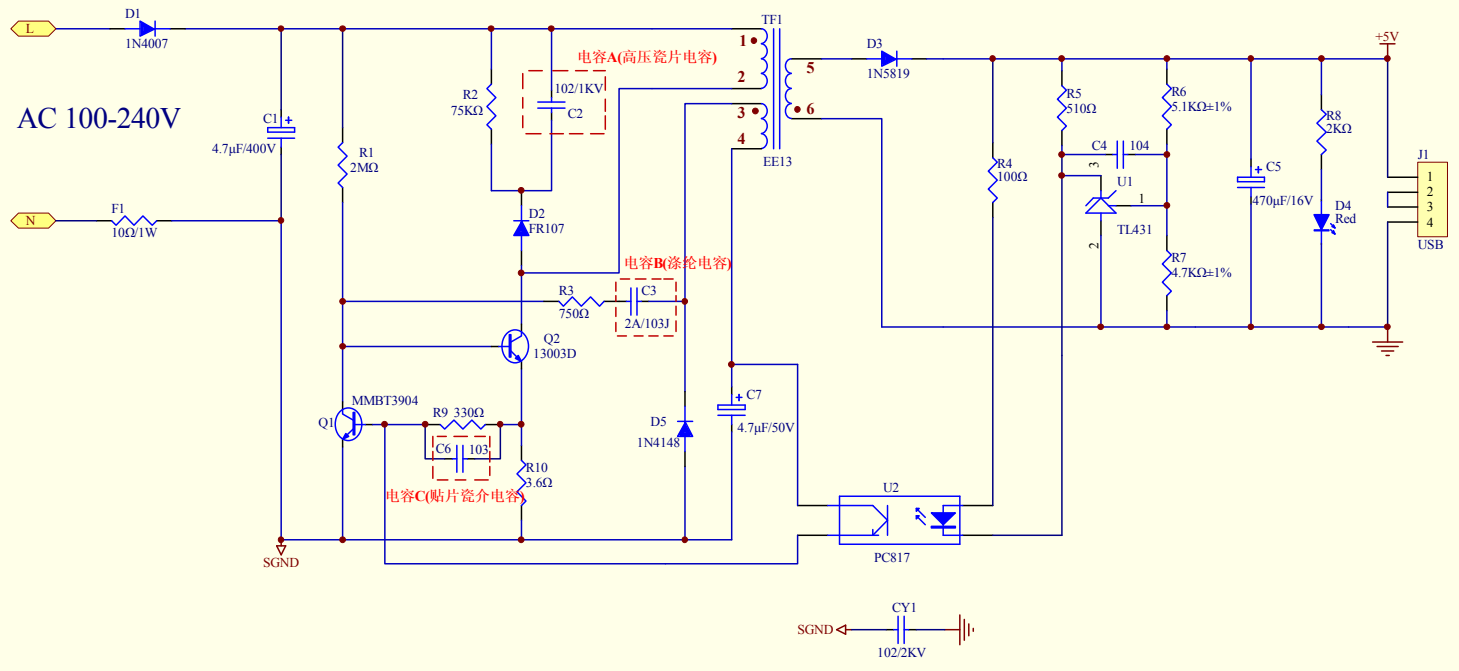 D1
L
1N4007
AC 100-240V
C1
+
4.7μF/400V
R1
2MΩ
N
F1
10Ω/1W
SGND
R2
75KΩ
电容A(高压瓷片电容)
102/1KV
C2
D2
FR107
TF1
1
2
3
4
5
6
EE13
电容B(涤纶电容)
R3
750Ω
C3
2A/103J
Q2
13003D
MMBT3904
Q1
R9 330Ω
C6
103
电容C(贴片瓷介电容)
R10
3.6Ω
D5
1N4148
+
C7
4.7μF/50V
D3
1N5819
R4
100Ω
R5
510Ω
R6
5.1KΩ±1%
C4
104
3
U1
1
TL431
2
R7
4.7KΩ±1%
+
C5
470μF/16V
R8
2KΩ
D4
Red
+5V
J1
1
2
3
4
USB
U2
PC817
CY1
SGND
102/2KV